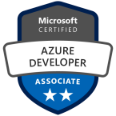 Microsoft
CERTIFIED
AZURE
DEVELOPER
ASSOCIATE